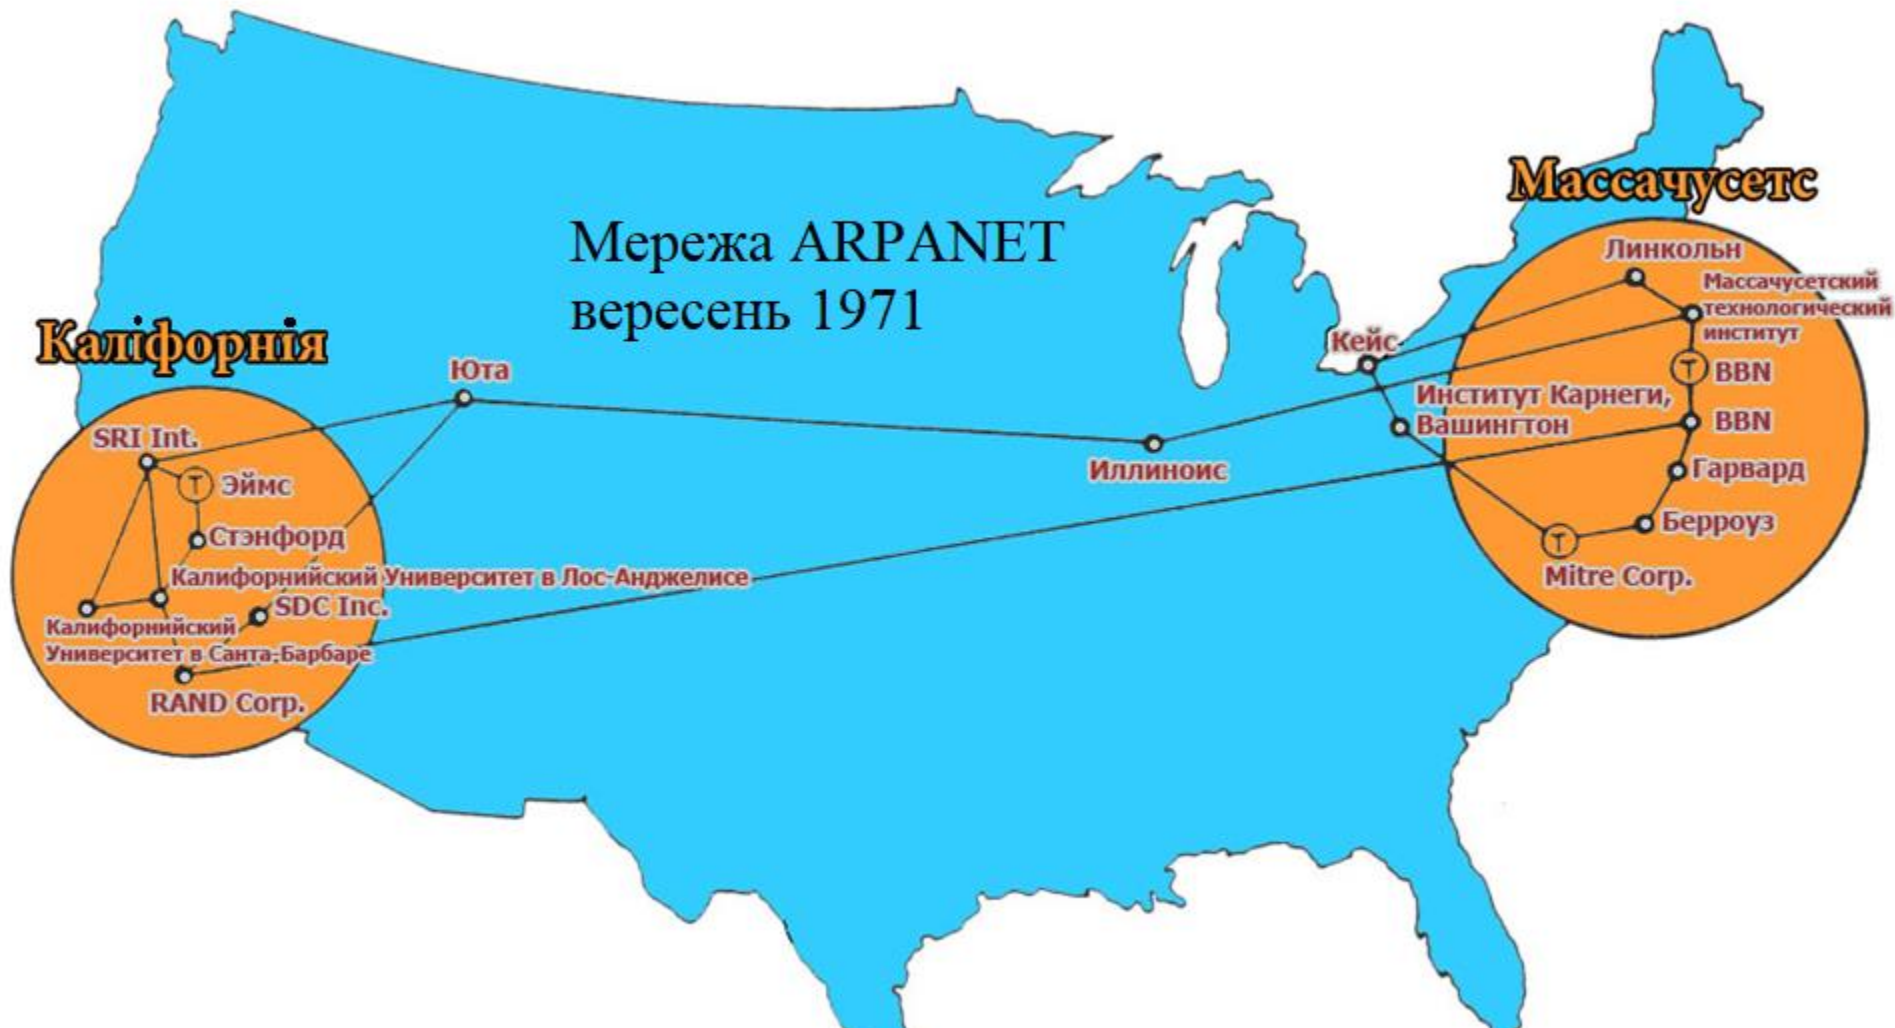 Массачусетс
Мережа ARPANET
вересень 1971
Линкольн
Массачусетский
технологический
институт
Каліфорнія
Кейс
Юта
T BBN
Институт Карнеги,
Вашингтон
BBN
SRI Int.
Иллиноис
Гарвард
T Эймс
Стэнфорд
Берроуз
T
Mitre Corp.
Калифорнийский Университет в Лос-Анджелисе
SDC Inc.
Калифорнийский
Университет в Санта-Барбаре
RAND Corp.